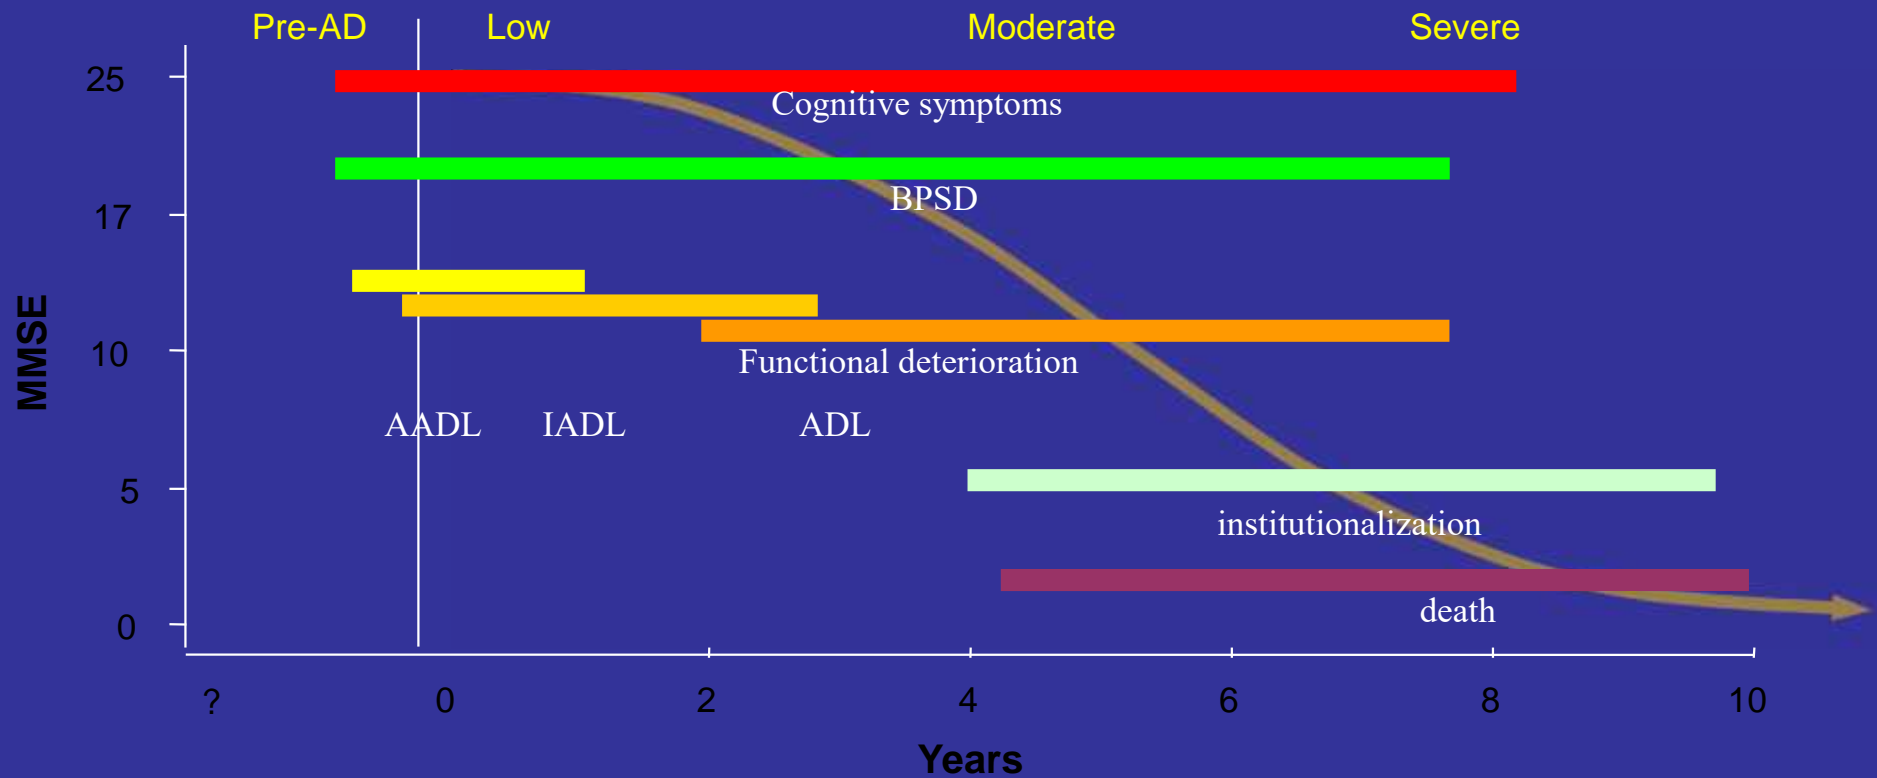 Pre-AD Low Moderate Severe
25
Cognitive symptoms
BPSD
17
MMSE
10
Functional deterioration
AADL IADL ADL
5
institutionalization
death
0
? 0 2 4 6 8 10
Years